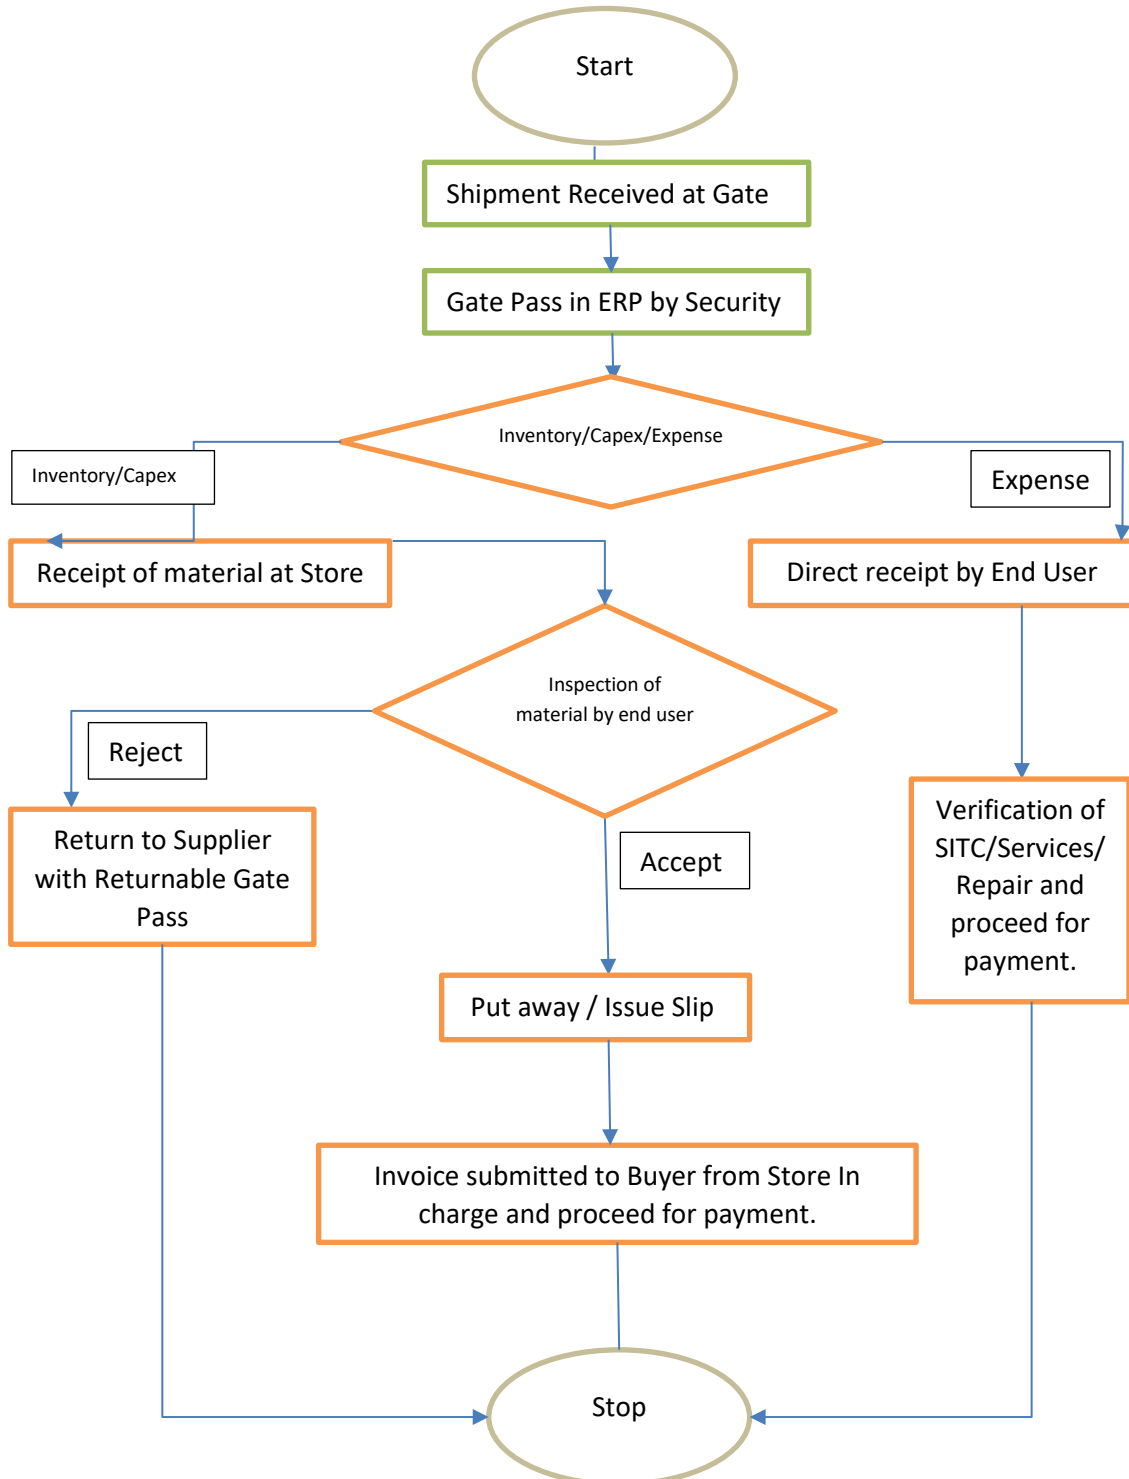 Start
Shipment Received at Gate
Gate Pass in ERP by Security
Inventory/Capex/Expense
Inventory/Capex
Expense
Receipt of material at Store
Direct receipt by End User
Inspection of
material by end user
Reject
Return to Supplier
with Returnable Gate
Pass
Accept
Verification of
SITC/Services/
Repair and
proceed for
payment.
Put away / Issue Slip
Invoice submitted to Buyer from Store In
charge and proceed for payment.
Stop